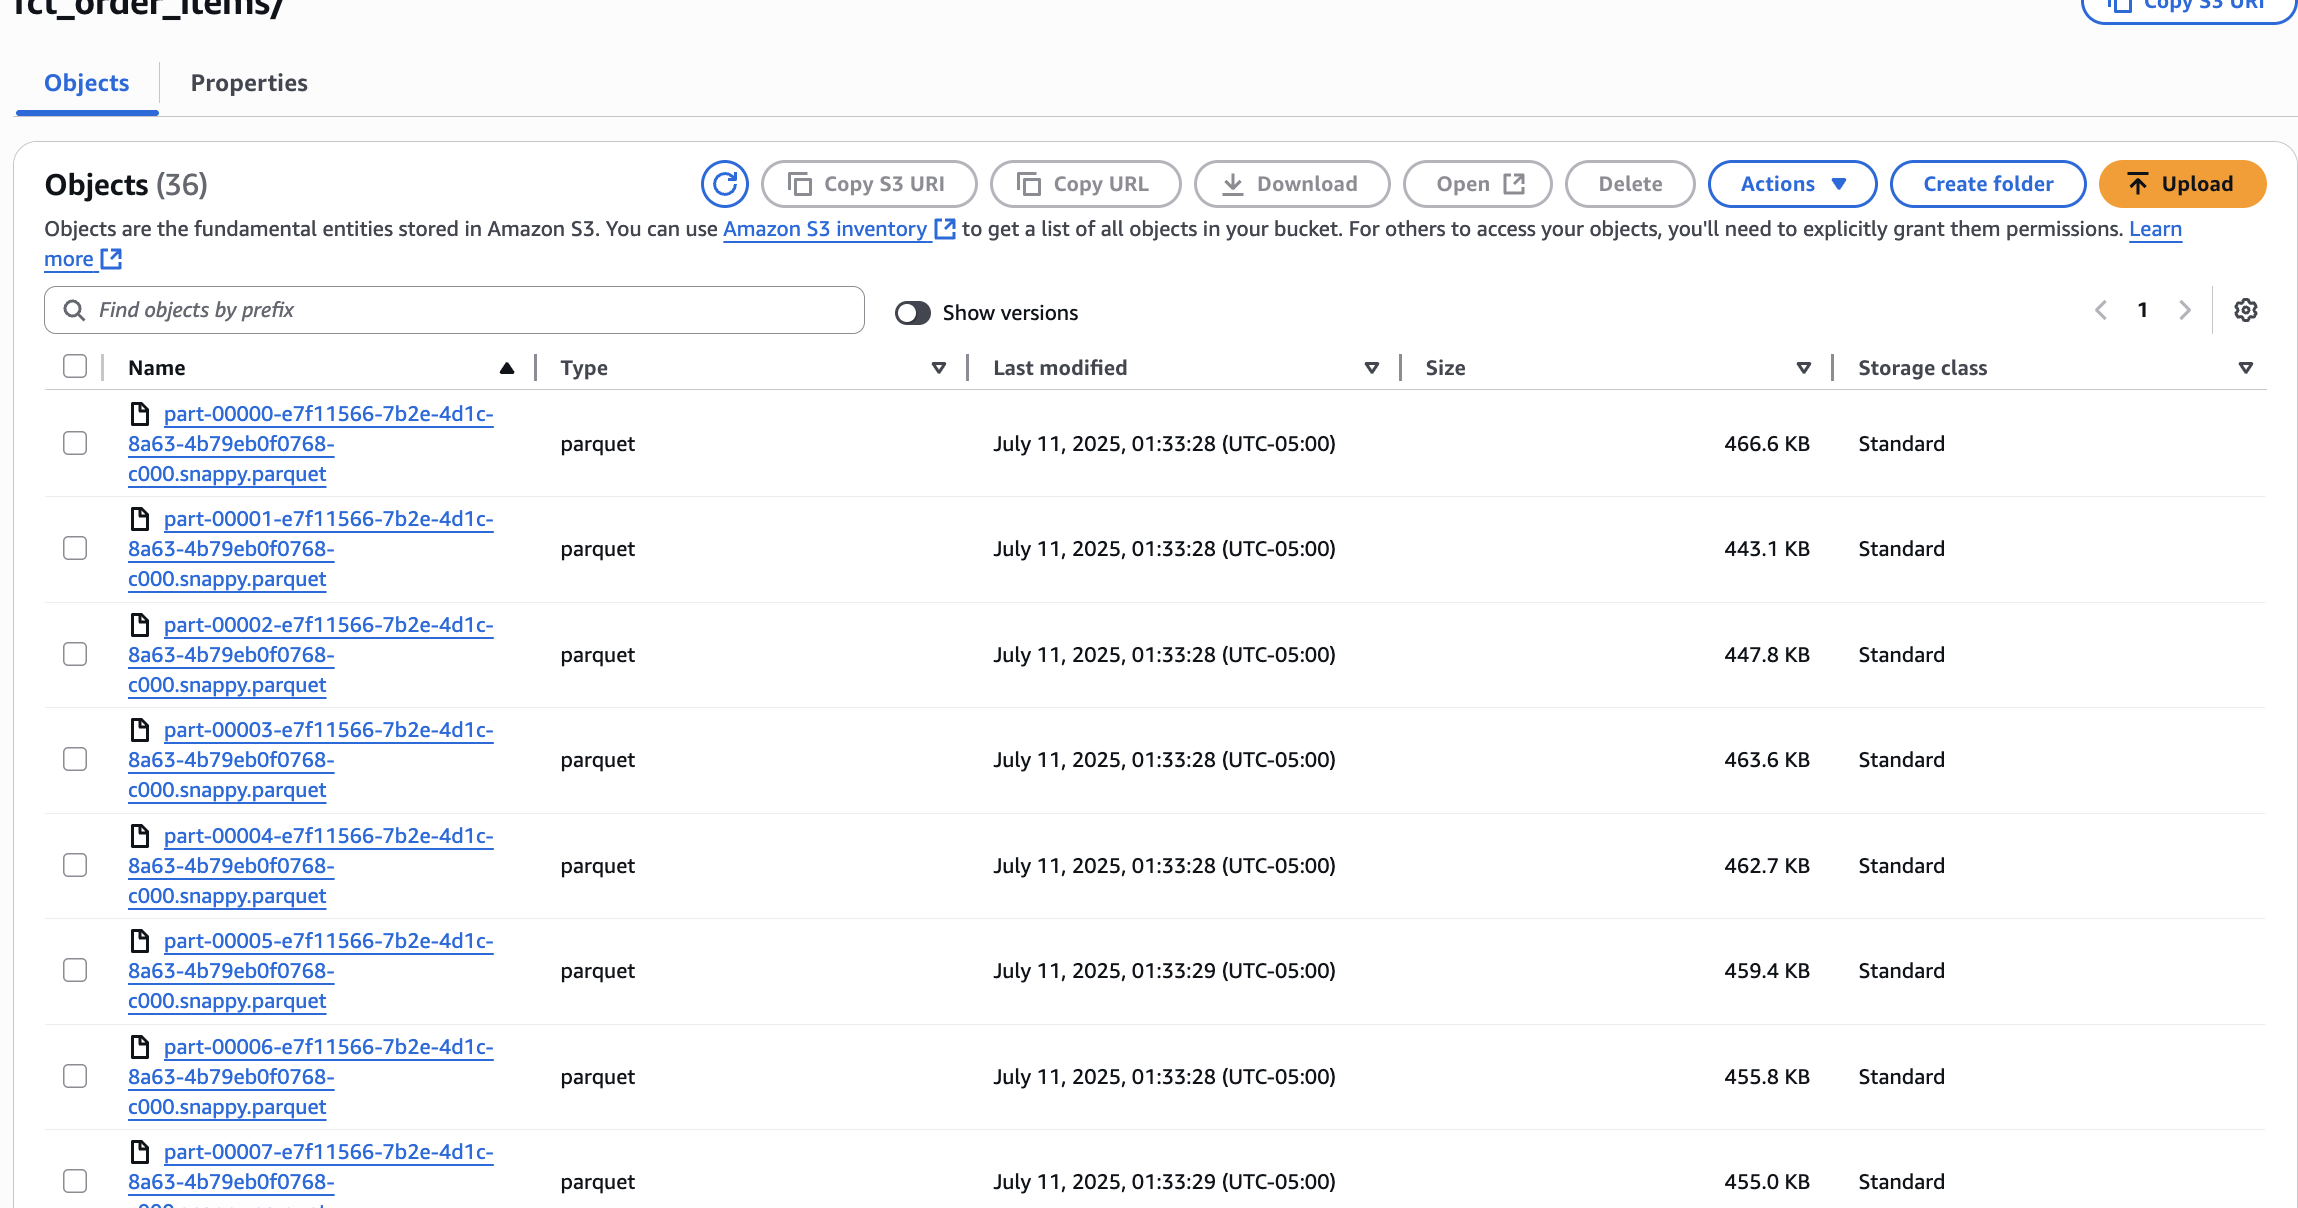 fct_order_items/
Copy S3 URI
Objects
Properties
Objects (36)
Copy S3 URI
Copy URL
Download
Open
Delete
Actions
Create folder
Upload
Objects are the fundamental entities stored in Amazon S3. You can use Amazon S3 inventory to get a list of all objects in your bucket. For others to access your objects, you'll need to explicitly grant them permissions. Learn
more
Find objects by prefix
Show versions
1
Name
Type
Last modified
Size
Storage class
part-00000-e7f11566-7b2e-4d1c-
8a63-4b79eb0f0768-
c000.snappy.parquet
parquet
July 11, 2025, 01:33:28 (UTC-05:00)
466.6 KB
Standard
part-00001-e7f11566-7b2e-4d1c-
8a63-4b79eb0f0768-
c000.snappy.parquet
parquet
July 11, 2025, 01:33:28 (UTC-05:00)
443.1 KB
Standard
part-00002-e7f11566-7b2e-4d1c-
8a63-4b79eb0f0768-
c000.snappy.parquet
parquet
July 11, 2025, 01:33:28 (UTC-05:00)
447.8 KB
Standard
part-00003-e7f11566-7b2e-4d1c-
8a63-4b79eb0f0768-
c000.snappy.parquet
parquet
July 11, 2025, 01:33:28 (UTC-05:00)
463.6 KB
Standard
part-00004-e7f11566-7b2e-4d1c-
8a63-4b79eb0f0768-
c000.snappy.parquet
parquet
July 11, 2025, 01:33:28 (UTC-05:00)
462.7 KB
Standard
part-00005-e7f11566-7b2e-4d1c-
8a63-4b79eb0f0768-
c000.snappy.parquet
parquet
July 11, 2025, 01:33:29 (UTC-05:00)
459.4 KB
Standard
part-00006-e7f11566-7b2e-4d1c-
8a63-4b79eb0f0768-
c000.snappy.parquet
parquet
July 11, 2025, 01:33:28 (UTC-05:00)
455.8 KB
Standard
part-00007-e7f11566-7b2e-4d1c-
8a63-4b79eb0f0768-
parquet
July 11, 2025, 01:33:29 (UTC-05:00)
455.0 KB
Standard